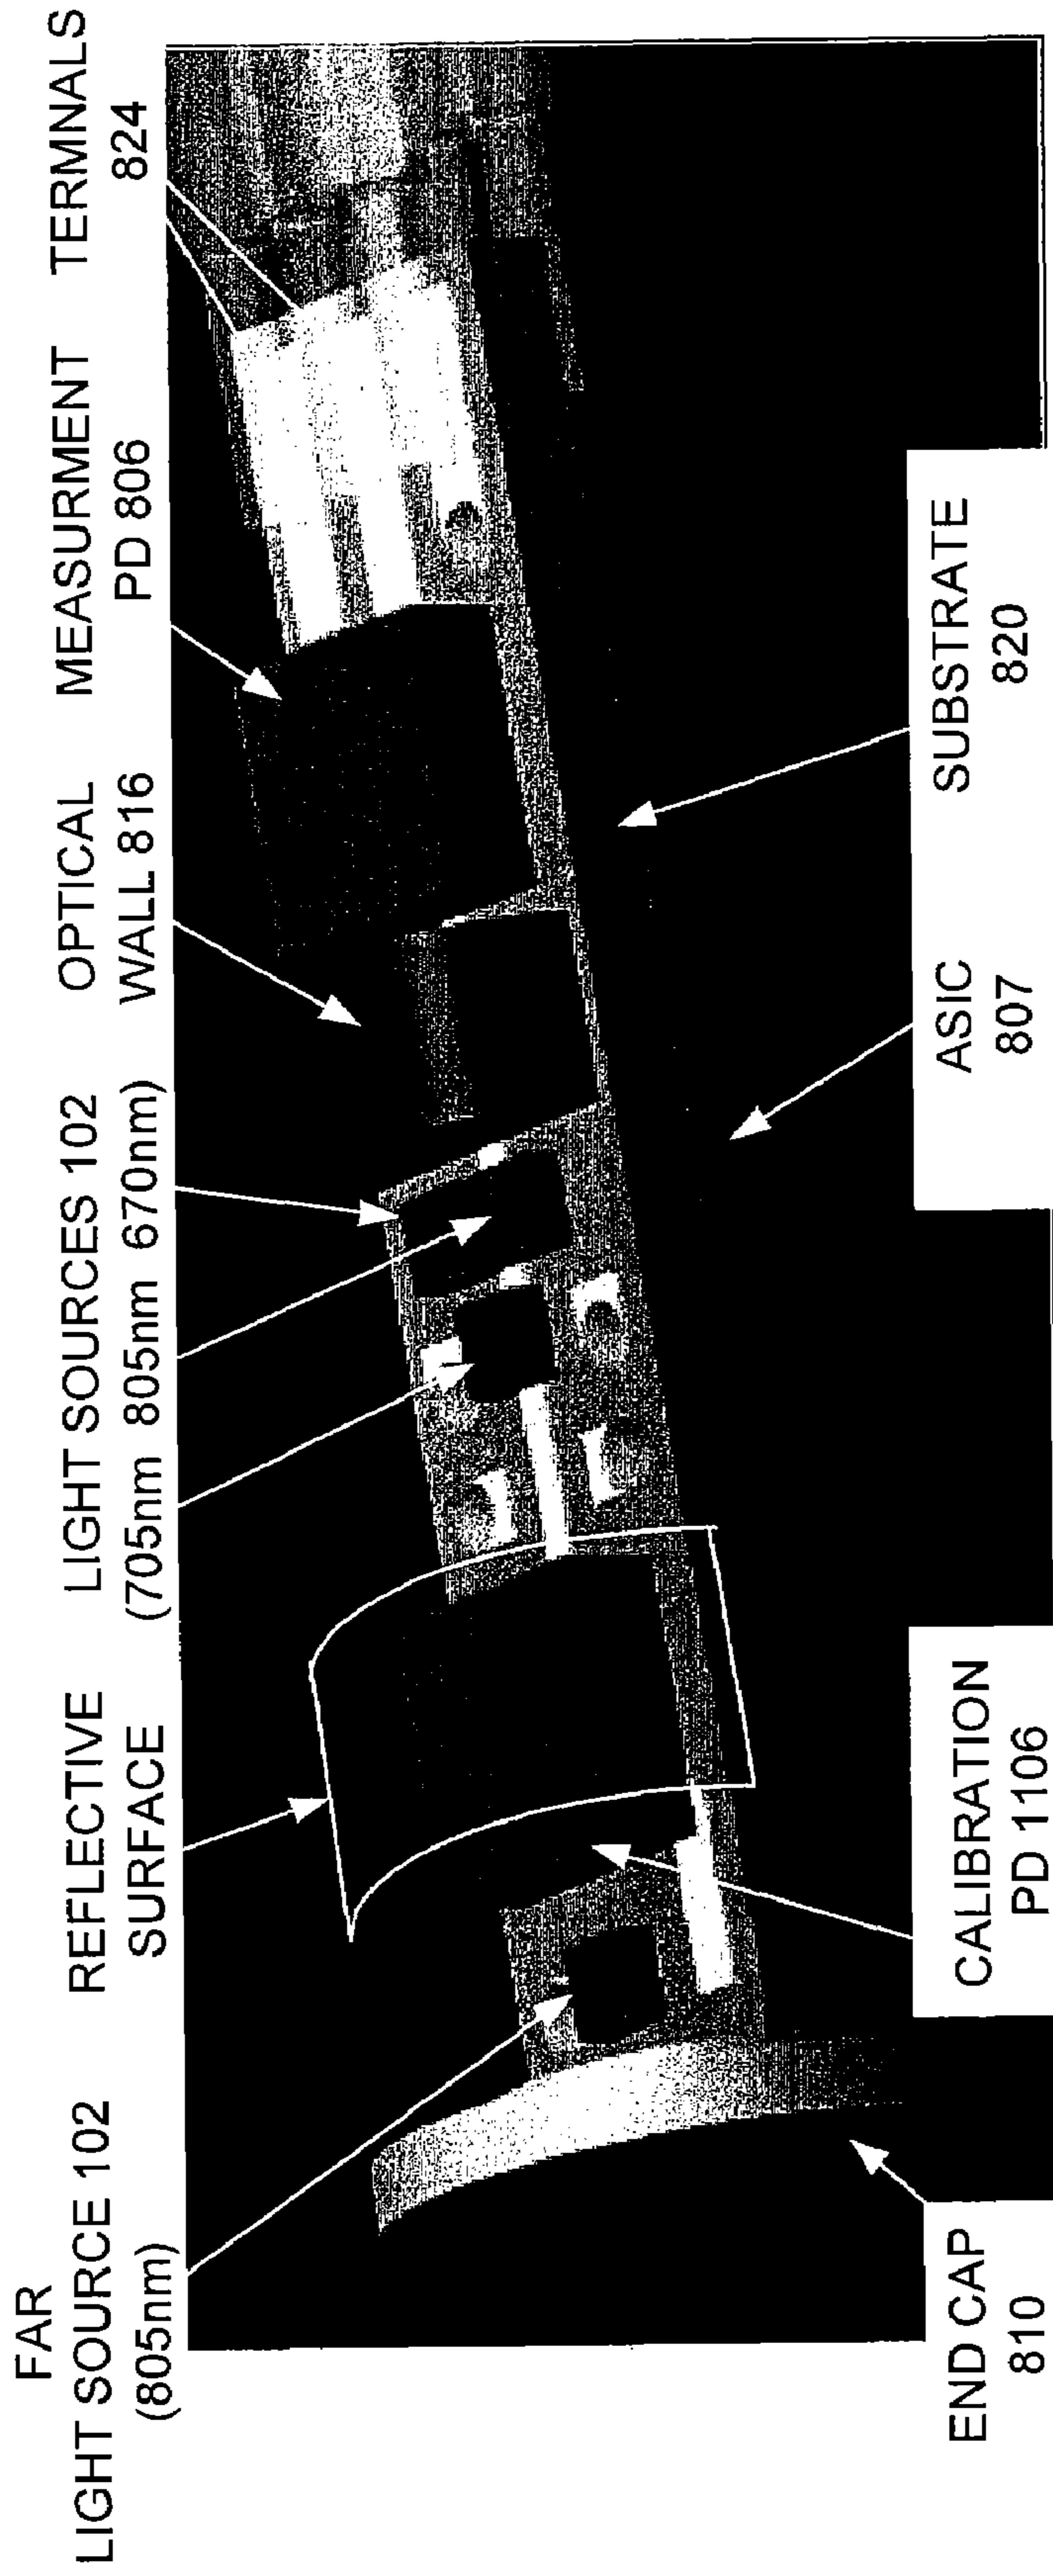 FAR
LIGHT SOURCE 102
(805nm)
REFLECTIVE
SURFACE
LIGHT SOURCES 102
(705nm 805nm 670nm)
OPTICAL
WALL 816
MEASURMENT
PD 806
TERMINALS
824
END CAP
810
CALIBRATION
PD 1106
ASIC
807
SUBSTRATE
820